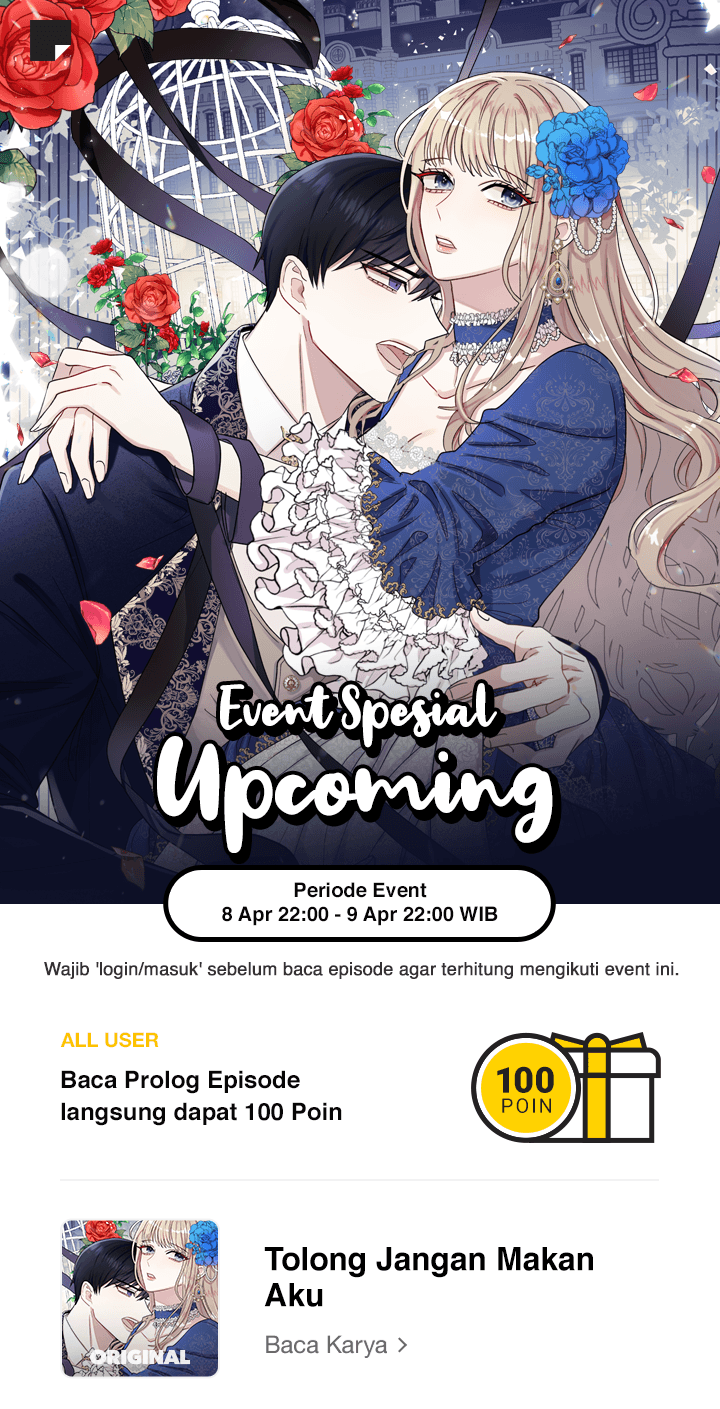 Event Spesial
Upcoming
Periode Event
8 Apr 22:00 - 9 Apr 22:00 WIB
Wajib 'login/masuk' sebelum baca episode agar terhitung mengikuti event ini.
ALL USER
Baca Prolog Episode
langsung dapat 100 Poin
100
POIN
Tolong Jangan Makan
Aku
Baca Karya >
ORIGINAL